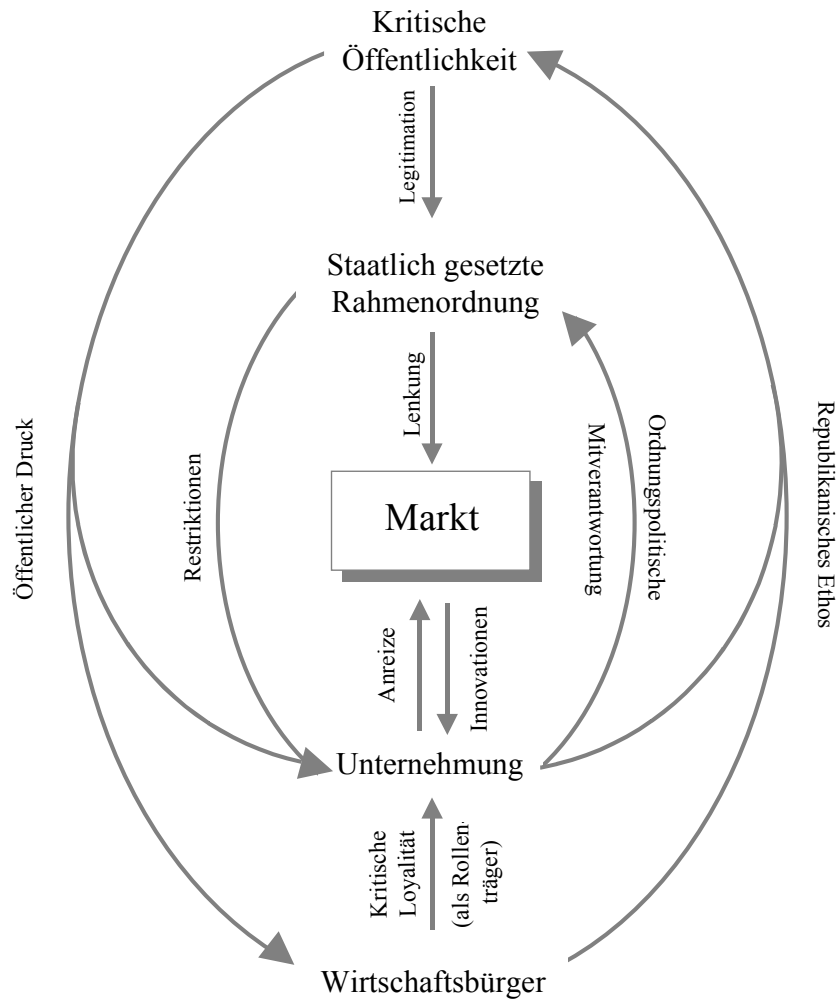 Kritische
Öffentlichkeit
Legitimation
Staatlich gesetzte
Rahmenordnung
Lenkung
Öffentlicher Druck
Restriktionen
Markt
Mitverantwortung
Ordnungspolitische
Republikanisches Ethos
Anreize
Innovationen
Unternehmung
Kritische
Loyalität
(als Rollen-
träger)
Wirtschaftsbürger